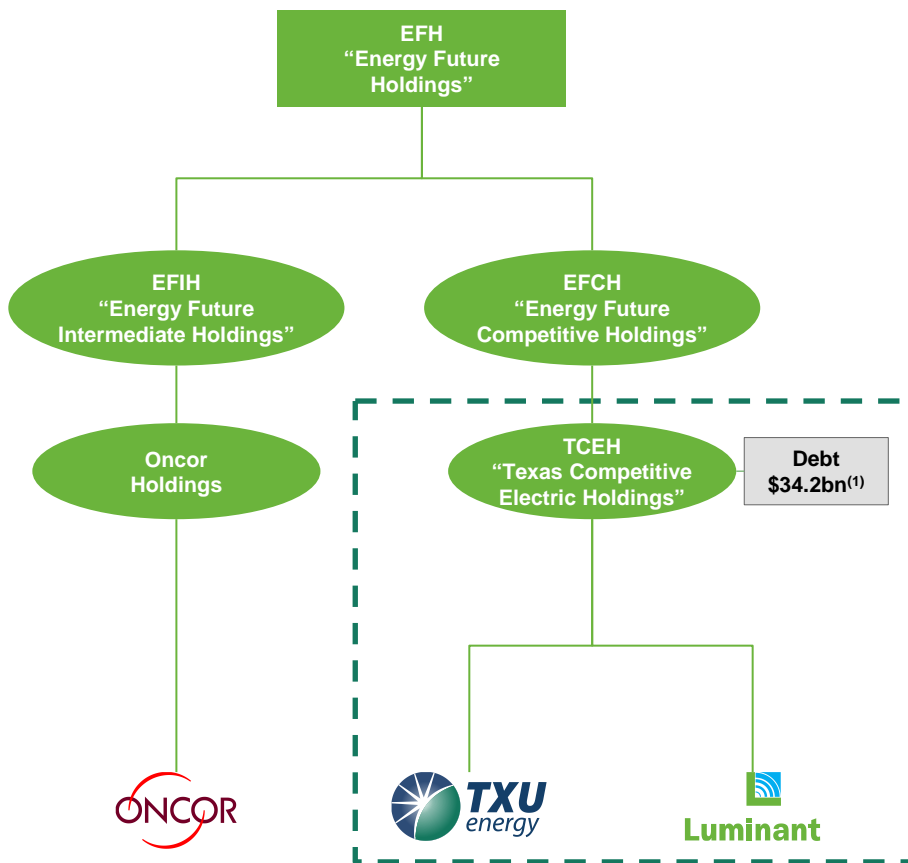 EFH
“Energy Future
Holdings”
EFIH
“Energy Future
Intermediate Holdings”
EFCH
“Energy Future
Competitive Holdings”
Oncor
Holdings
TCEH
“Texas Competitive
Electric Holdings”
Debt
$34.2bn(1)
ONCOR
TXU
energy
Luminant